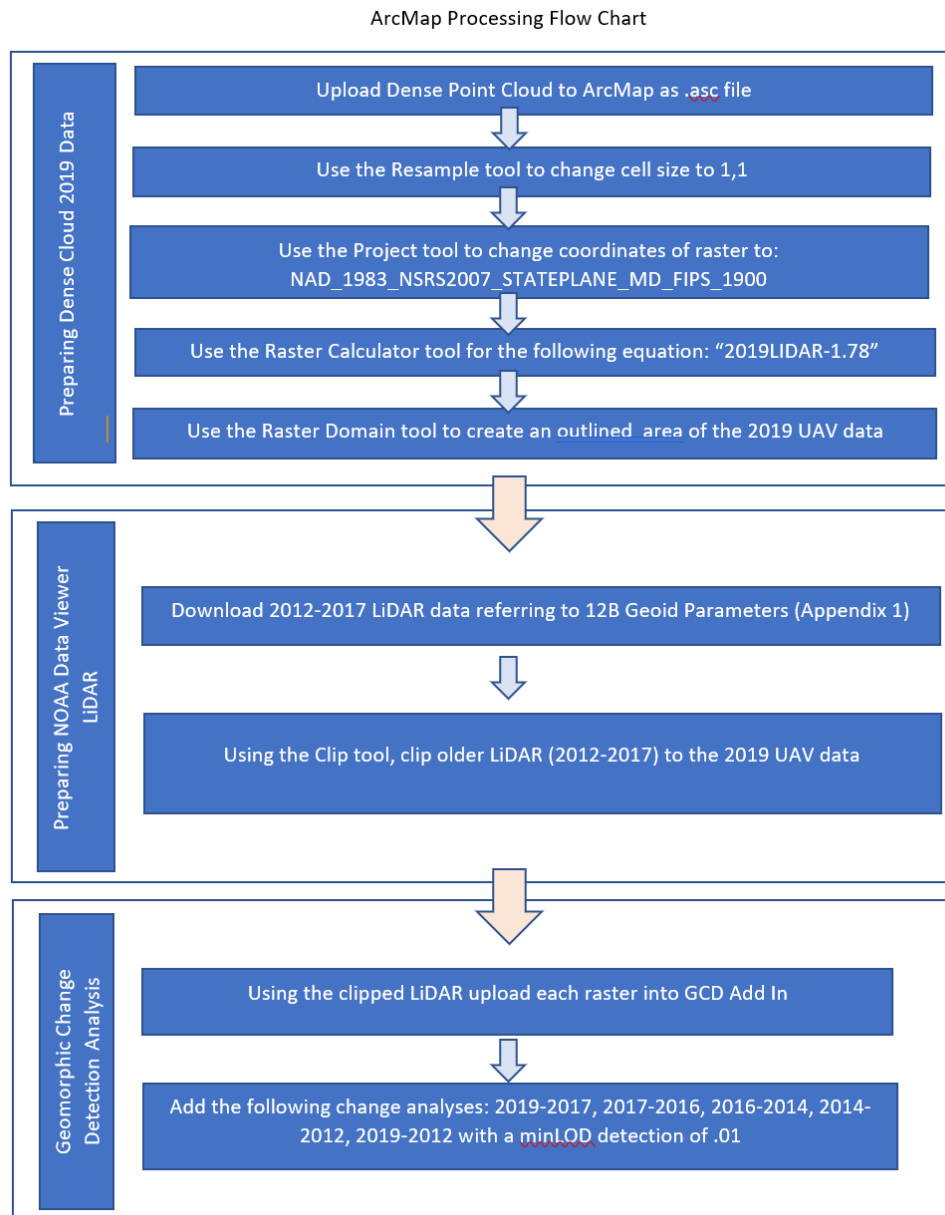 ArcMap Processing Flow Chart
Preparing Dense Cloud 2019 Data
Upload Dense Point Cloud to ArcMap as .asc file
Use the Resample tool to change cell size to 1,1
Use the Project tool to change coordinates of raster to:
NAD_1983_NSRS2007_STATEPLANE_MD_FIPS_1900
Use the Raster Calculator tool for the following equation: “2019LIDAR-1.78”
Use the Raster Domain tool to create an outlined area of the 2019 UAV data
Preparing NOAA Data Viewer
LiDAR
Download 2012-2017 LiDAR data referring to 12B Geoid Parameters (Appendix 1)
Using the Clip tool, clip older LiDAR (2012-2017) to the 2019 UAV data
Geomorphic Change
Detection Analysis
Using the clipped LiDAR upload each raster into GCD Add In
Add the following change analyses: 2019-2017, 2017-2016, 2016-2014, 2014-
2012, 2019-2012 with a minLOD detection of .01